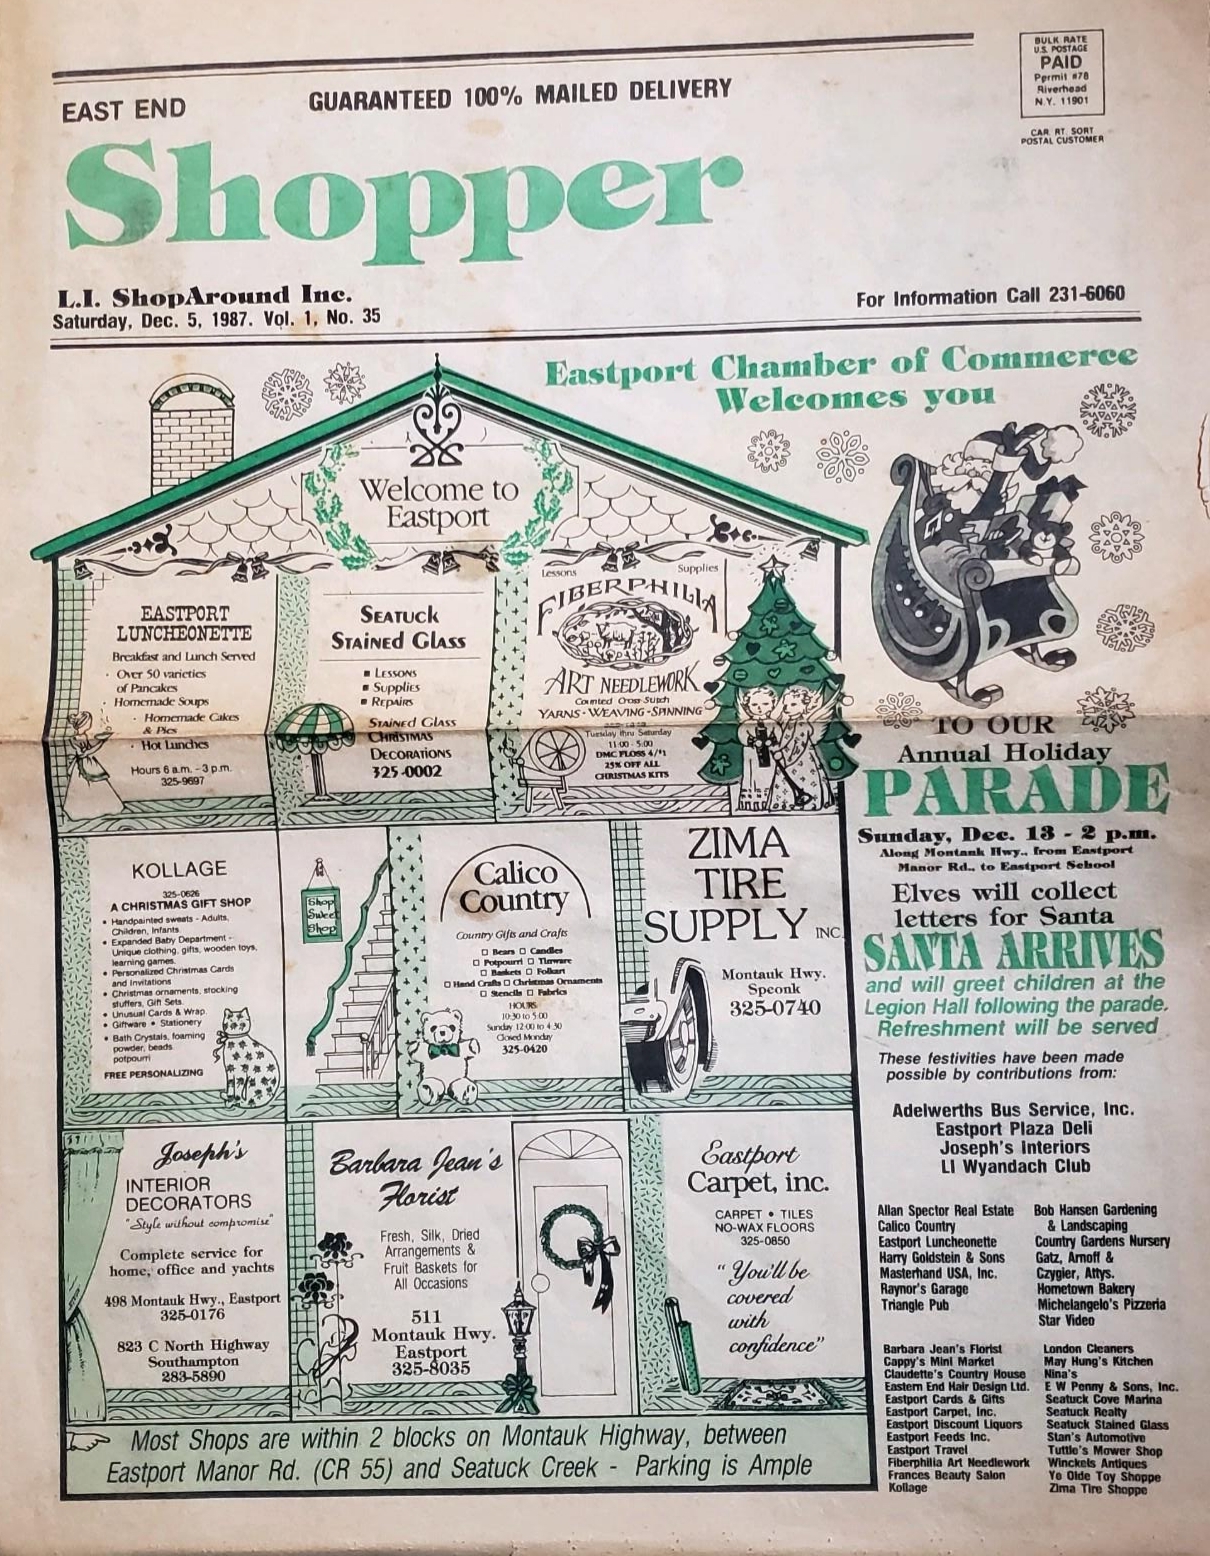 BULK RATE
U.S. POSTAGE
PAID
Permit #78
Riverhead
N.Y. 11901
CAR. RT. SORT
POSTAL CUSTOMER
EAST END
GUARANTEED 100% MAILED DELIVERY
Shopper
L.I. ShopAround Inc.
Saturday, Dec. 5, 1987. Vol. 1, No. 35
For Information Call 231-6060
Eastport Chamber of Commerce
Welcomes you
Welcome to
Eastport
EASTPORT
LUNCHEONETTE
Breakfast and Lunch Served
· Over 50 varieties
of Pancakes
· Homemade Soups
· Homemade Cakes
& Pies
· Hot Lunches
Hours 6 a.m. - 3 p.m.
325-9697
SEATUCK
STAINED GLASS
■ LESSONS
■ SUPPLIES
■ REPAIRS
STAINED GLASS
CHRISTMAS
DECORATIONS
325-0002
Lessons
Supplies
FIBERPHILIA
ART NEEDLEWORK
Counted Cross-Stitch
YARNS · WEAVING · SPINNING
Tuesday thru Saturday
11:00 - 5:00
DMC FLOSS 4/$1
25% OFF ALL
CHRISTMAS KITS
TO OUR
Annual Holiday
PARADE
Sunday, Dec. 13 - 2 p.m.
Along Montauk Hwy., from Eastport
Manor Rd., to Eastport School
Elves will collect
letters for Santa
SANTA ARRIVES
and will greet children at the
Legion Hall following the parade.
Refreshment will be served
These festivities have been made
possible by contributions from:
Adelwerths Bus Service, Inc.
Eastport Plaza Deli
Joseph's Interiors
LI Wyandach Club
Allan Spector Real Estate
Calico Country
Eastport Luncheonette
Harry Goldstein & Sons
Masterhand USA, Inc.
Raynor's Garage
Triangle Pub
Bob Hansen Gardening
& Landscaping
Country Gardens Nursery
Gatz, Arnoff &
Czygier, Attys.
Hometown Bakery
Michelangelo's Pizzeria
Star Video
Barbara Jean's Florist
Cappy's Mini Market
Claudette's Country House
Eastern End Hair Design Ltd.
Eastport Cards & Gifts
Eastport Carpet, Inc.
Eastport Discount Liquors
Eastport Feeds Inc.
Eastport Travel
Fiberphilia Art Needlework
Frances Beauty Salon
Kollage
London Cleaners
May Hung's Kitchen
Nina's
E W Penny & Sons, Inc.
Seatuck Cove Marina
Seatuck Realty
Seatuck Stained Glass
Stan's Automotive
Tuttle's Mower Shop
Winckels Antiques
Ye Olde Toy Shoppe
Zima Tire Shoppe
KOLLAGE
325-0626
A CHRISTMAS GIFT SHOP
• Handpainted sweats - Adults,
Children, Infants.
• Expanded Baby Department -
Unique clothing, gifts, wooden toys,
learning games.
• Personalized Christmas Cards
and Invitations
• Christmas ornaments, stocking
stuffers, Gift Sets.
• Unusual Cards & Wrap.
• Giftware • Stationery
• Bath Crystals, foaming
powder, beads
potpourri
FREE PERSONALIZING
Shop
Sweet
Shop
Calico
Country
Country Gifts and Crafts
□ Bears □ Candles
□ Potpourri □ Tinware
□ Baskets □ Folkart
□ Hand Crafts □ Christmas Ornaments
□ Stencils □ Fabrics
HOURS
10:30 to 5:00
Sunday 12:00 to 4:30
Closed Monday
325-0420
ZIMA
TIRE
SUPPLY INC.
Montauk Hwy.
Speonk
325-0740
Joseph's
INTERIOR
DECORATORS
"Style without compromise"
Complete service for
home, office and yachts
498 Montauk Hwy., Eastport
325-0176
823 C North Highway
Southampton
283-5890
Barbara Jean's
Florist
Fresh, Silk, Dried
Arrangements &
Fruit Baskets for
All Occasions
511
Montauk Hwy.
Eastport
325-8035
Eastport
Carpet, inc.
CARPET • TILES
NO-WAX FLOORS
325-0850
"You'll be
covered
with
confidence"
Most Shops are within 2 blocks on Montauk Highway, between
Eastport Manor Rd. (CR 55) and Seatuck Creek - Parking is Ample